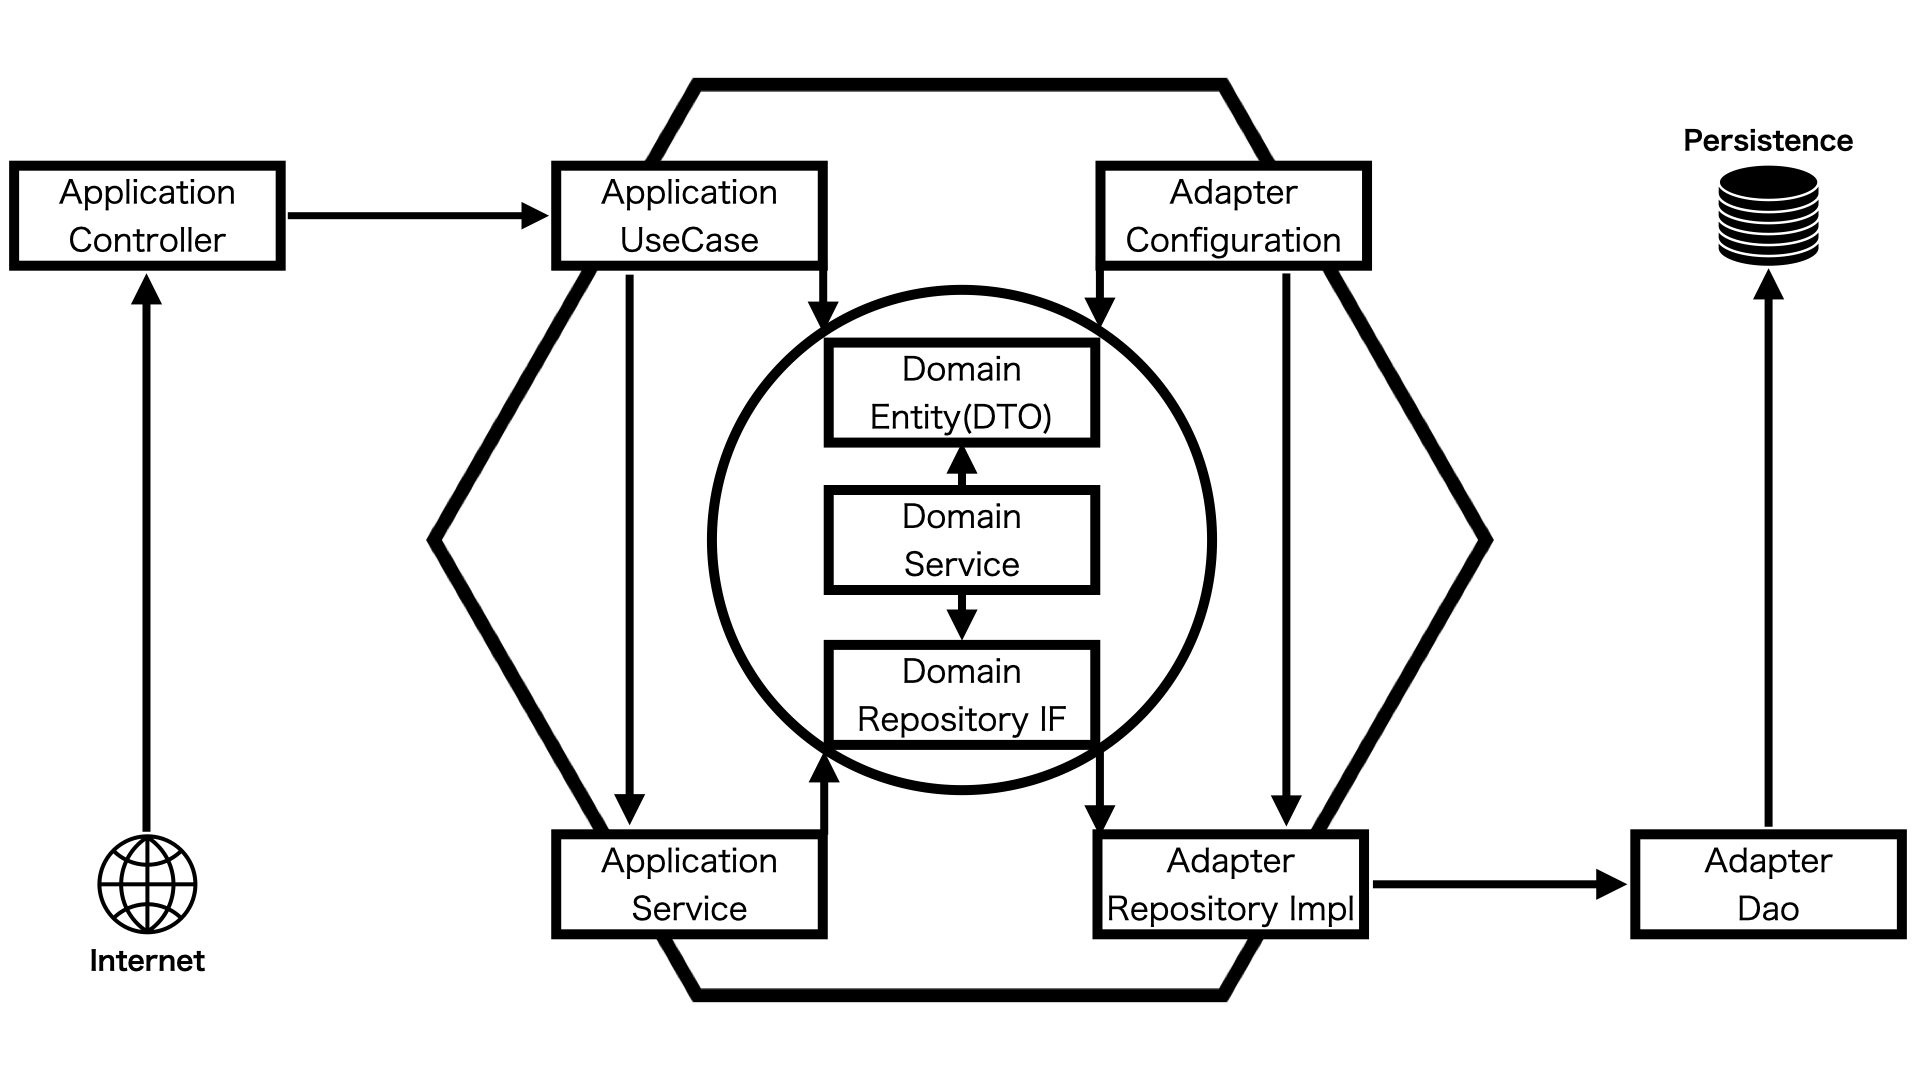 Persistence
Application
Controller
Application
UseCase
Adapter
Configuration
Domain
Entity(DTO)
Domain
Service
Domain
Repository IF
Application
Service
Adapter
Repository Impl
Adapter
Dao
Internet